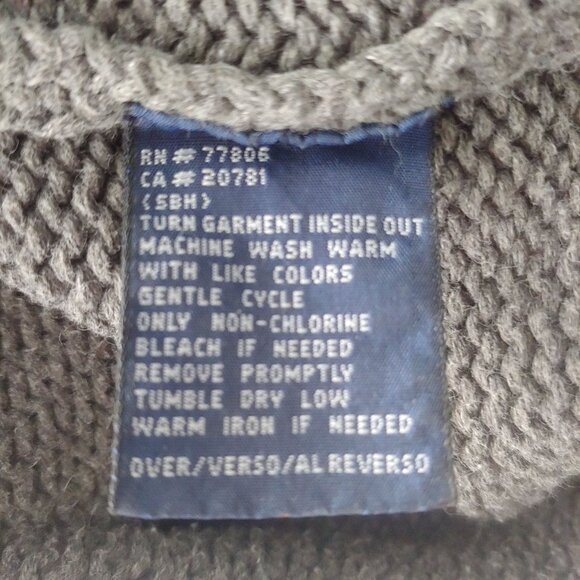 RN # 77806
CA # 20781
(SBH)
TURN GARMENT INSIDE OUT
MACHINE WASH WARM
WITH LIKE COLORS
GENTLE CYCLE
ONLY NON-CHLORINE
BLEACH IF NEEDED
REMOVE PROMPTLY
TUMBLE DRY LOW
WARM IRON IF NEEDED
OVER/VERSO/AL REVERSO